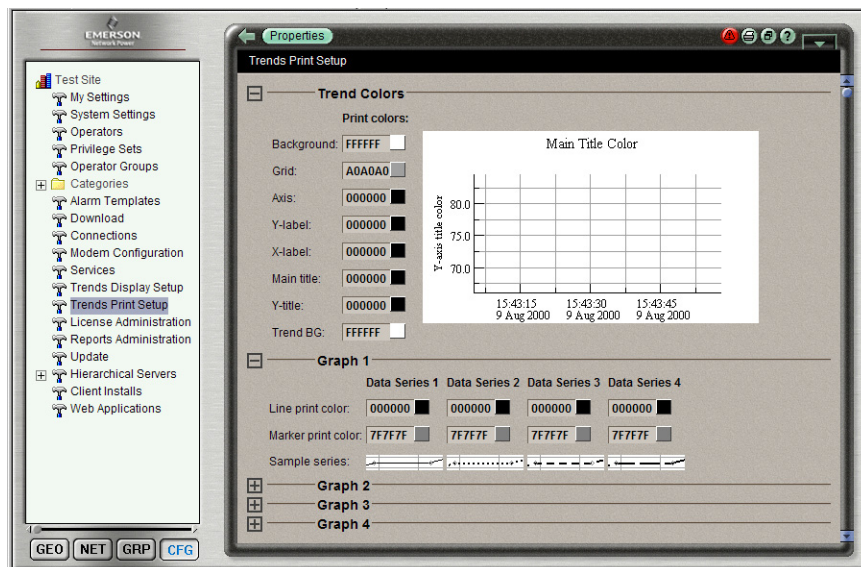 EMERSON
Network Power
Test Site
My Settings
System Settings
Operators
Privilege Sets
Operator Groups
Categories
Alarm Templates
Download
Connections
Modem Configuration
Services
Trends Display Setup
Trends Print Setup
License Administration
Reports Administration
Update
Hierarchical Servers
Client Installs
Web Applications
GEO NET GRP CFG
Properties
?
Trends Print Setup
Trend Colors
Print colors:
Background: FFFFFF
Grid: A0A0A0
Axis: 000000
Y-label: 000000
X-label: 000000
Main title: 000000
Y-title: 000000
Trend BG: FFFFFF
Main Title Color
Y-axis title color
80.0
75.0
70.0
15:43:15 15:43:30 15:43:45
9 Aug 2000 9 Aug 2000 9 Aug 2000
Graph 1
Data Series 1 Data Series 2 Data Series 3 Data Series 4
Line print color: 000000 000000 000000 000000
Marker print color: 7F7F7F 7F7F7F 7F7F7F 7F7F7F
Sample series:
Graph 2
Graph 3
Graph 4